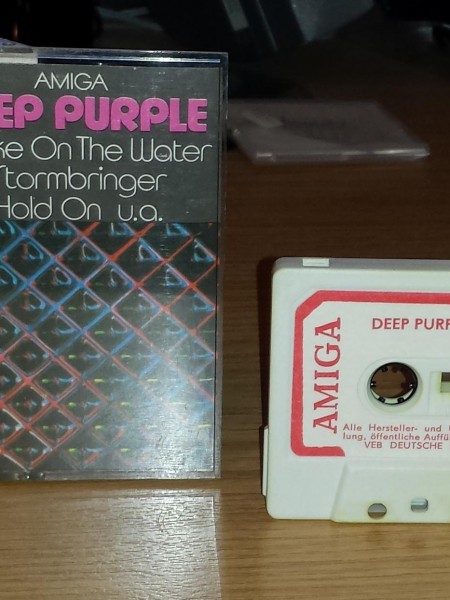 AMIGA
EEP PURPLE
ke On The Water
Stormbringer
Hold On u.a.
AMIGA
DEEP PURP
Alle Hersteller- und
lung, öffentliche Auffü
VEB DEUTSCHE